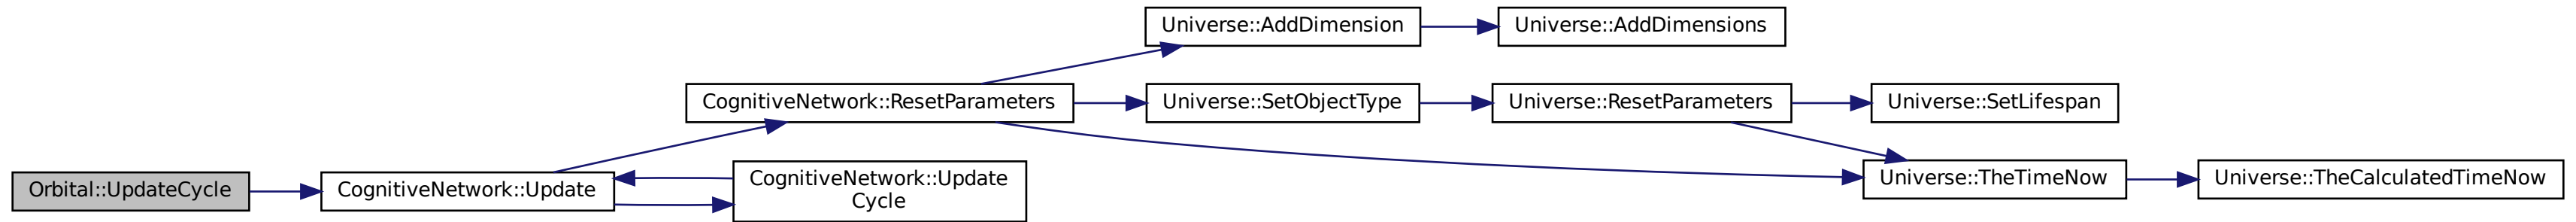 Orbital::UpdateCycle
CognitiveNetwork::Update
CognitiveNetwork::ResetParameters
CognitiveNetwork::Update
Cycle
Universe::AddDimension
Universe::AddDimensions
Universe::SetObjectType
Universe::ResetParameters
Universe::SetLifespan
Universe::TheTimeNow
Universe::TheCalculatedTimeNow